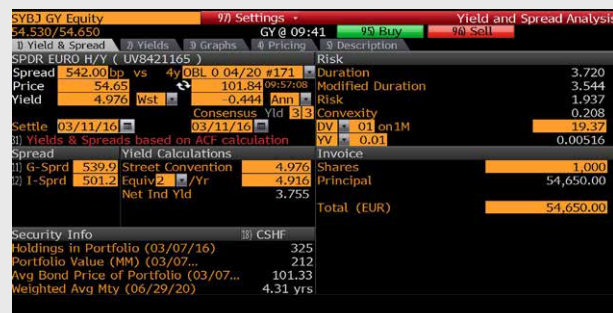 SYBJ GY Equity 97) Settings Yield and Spread Analysis
54.530/54.650 GY @ 09:41 95) Buy 96) Sell
1) Yield & Spread 2) Yields 3) Graphs 4) Pricing 5) Description
SPDR EURO H/Y ( UV8421165 ) Risk
Spread 542.00 bp vs 4y OBL 0 04/20 #171 Duration 3.720
Price 54.65 101.84 09:57:08 Modified Duration 3.544
Yield 4.976 Wst -0.444 Ann Risk 1.937
Consensus Yld 3 3 Convexity 0.208
Settle 03/11/16 03/11/16 DV 01 on 1M 19.37
31) Yields & Spreads based on ACF calculation YV 0.01 0.00516
Spread Yield Calculations Invoice
11) G-Sprd 539.9 Street Convention 4.976 Shares 1,000
12) I-Sprd 501.2 Equiv 2 /Yr 4.916 Principal 54,650.00
Net Ind Yld 3.755
Total (EUR) 54,650.00
Security Info 18) CSHF
Holdings in Portfolio (03/07/16) 325
Portfolio Value (MM) (03/07... 212
Avg Bond Price of Portfolio (03/07... 101.33
Weighted Avg Mty (06/29/20) 4.31 yrs